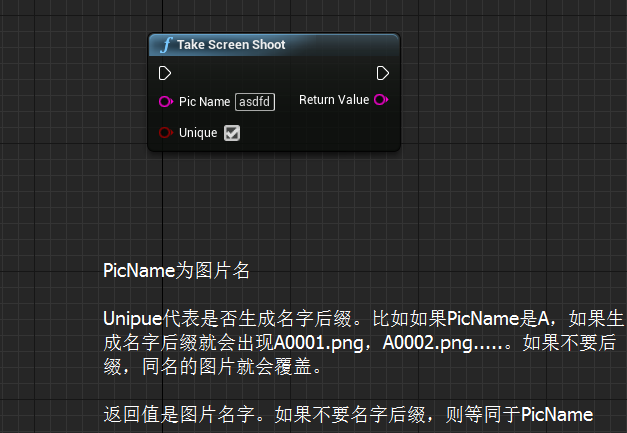 Take Screen Shoot
Pic Name asdfd
Return Value
Unique
PicName为图片名
Unipue代表是否生成名字后缀。比如如果PicName是A，如果生
成名字后缀就会出现A0001.png，A0002.png.....。如果不要后
缀，同名的图片就会覆盖。
返回值是图片名字。如果不要名字后缀，则等同于PicName